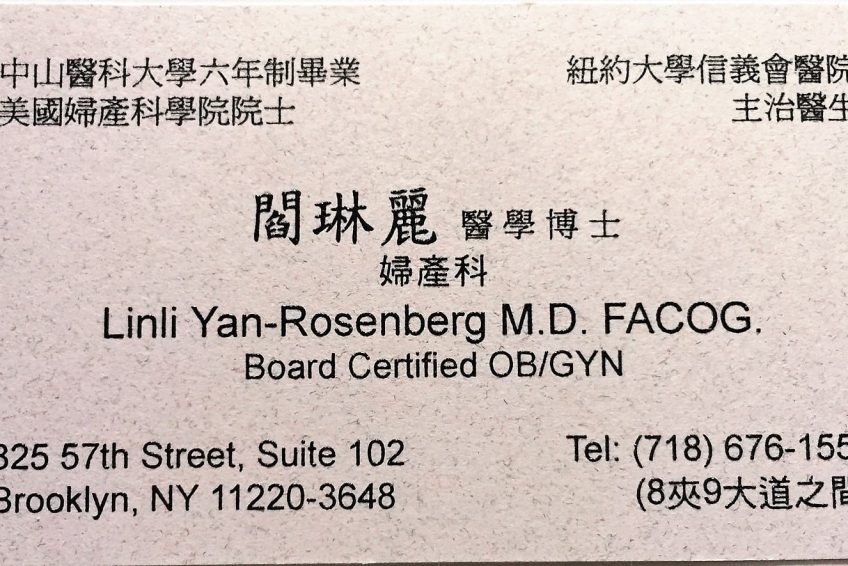 中山醫科大學六年制畢業
美國婦產科學院院士
紐約大學信義會醫院
主治醫生
閻琳麗 醫學博士
婦產科
Linli Yan-Rosenberg M.D. FACOG.
Board Certified OB/GYN
825 57th Street, Suite 102
Brooklyn, NY 11220-3648
Tel: (718) 676-155
(8夾9大道之間